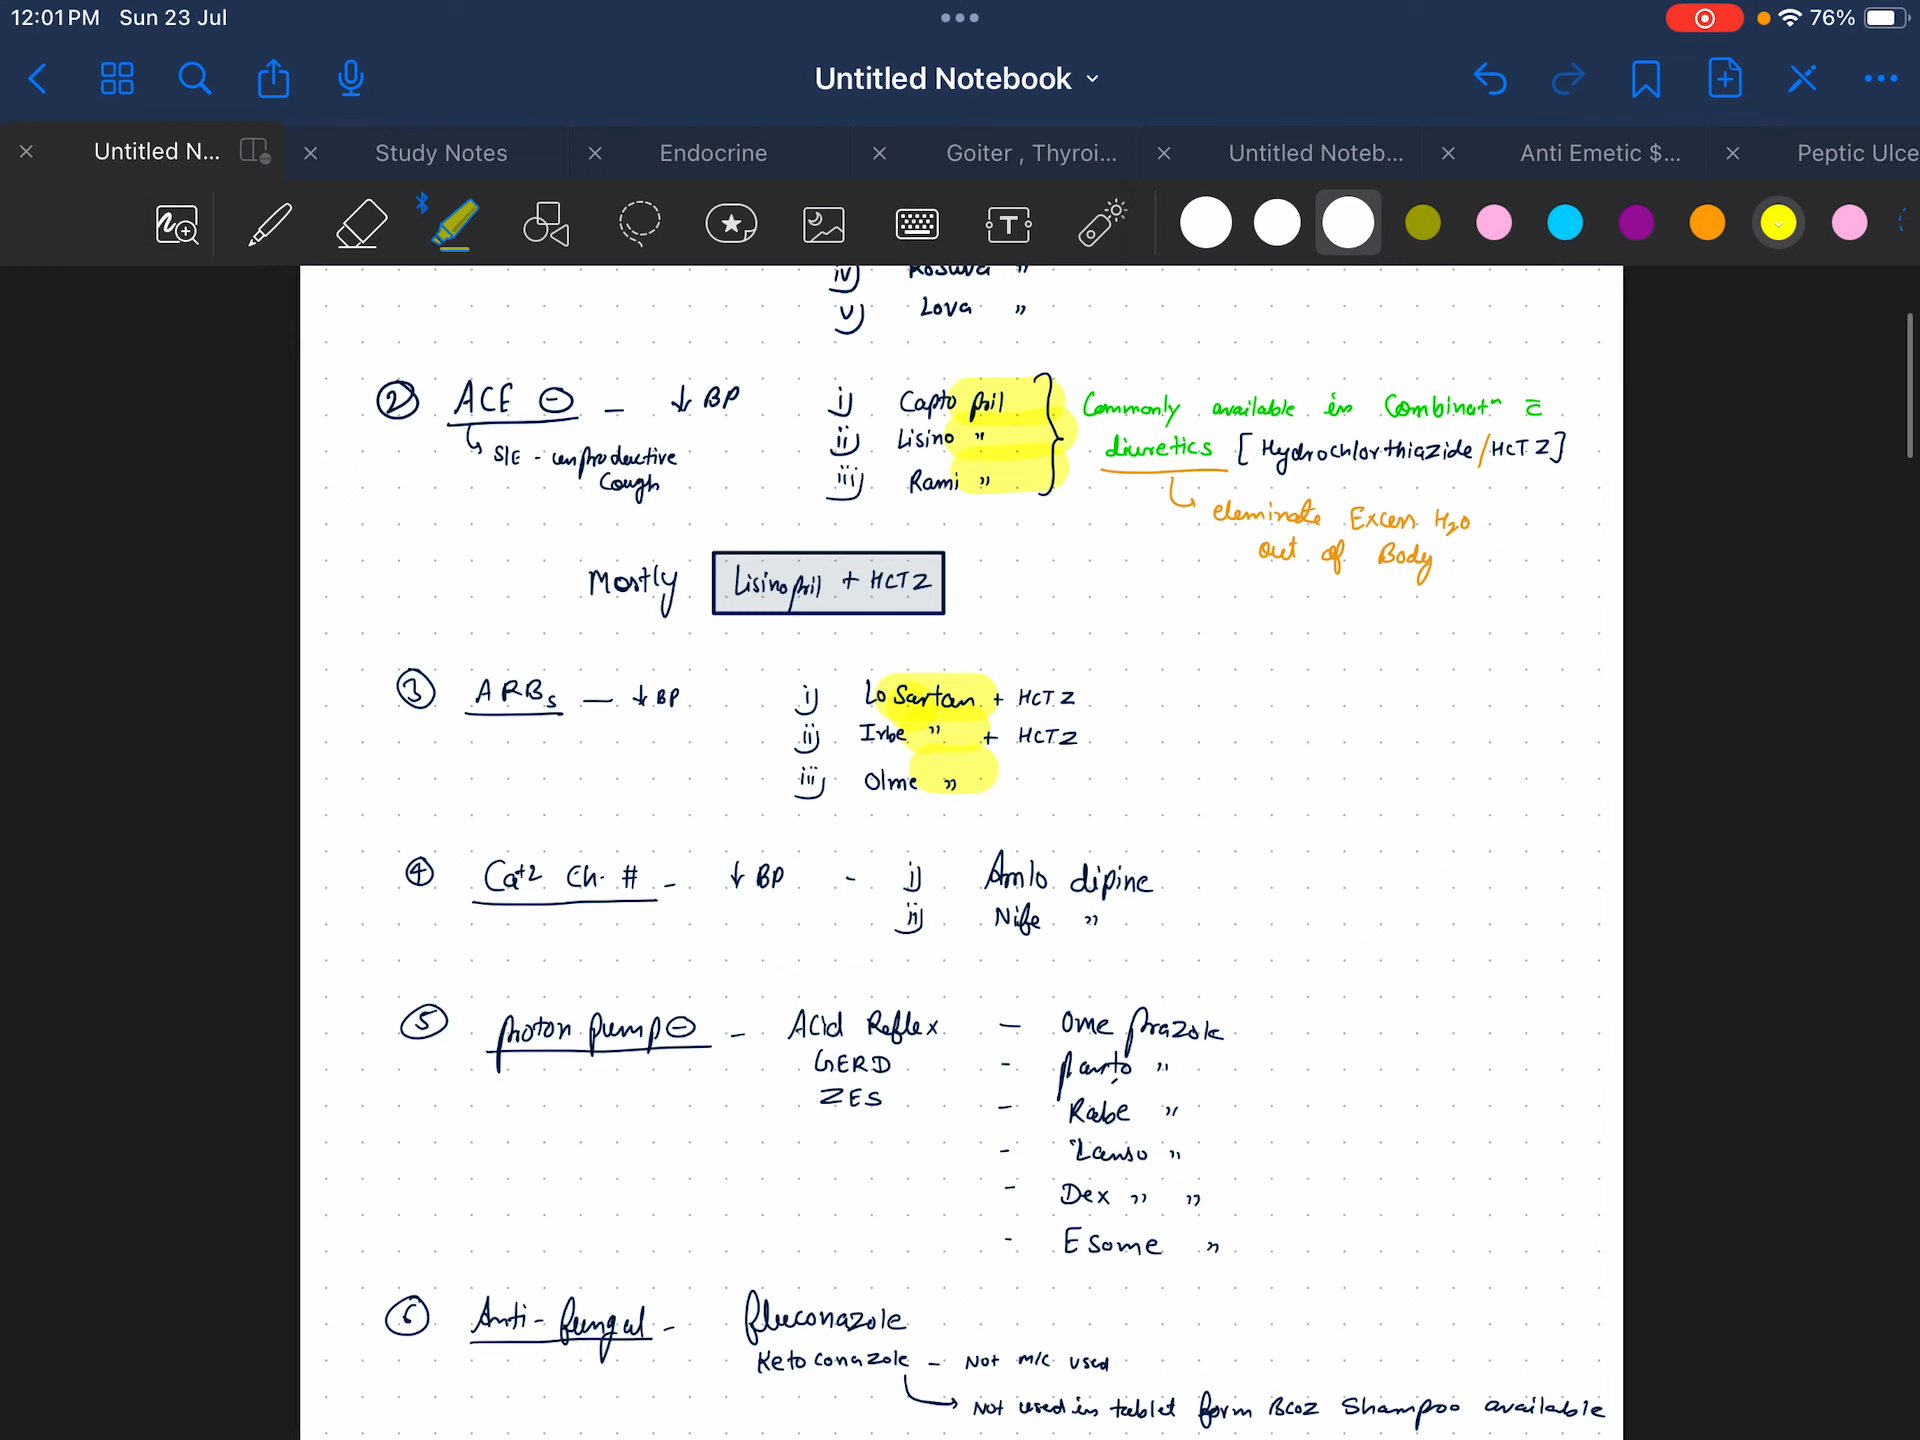 12:01 PM Sun 23 Jul
76%
Untitled Notebook
Untitled N...
Study Notes
Endocrine
Goiter , Thyroi...
Untitled Noteb...
Anti Emetic $...
Peptic Ulce
T
iv) Rosuva "
v) Lova "
② ACE ⊖ - ↓ BP i) Capto pril Commonly available in Combinatⁿ c̄
S/E - unproductive Cough ii) Lisino " diuretics [Hydrochlorthiazide/HCTZ]
iii) Rami " eleminate Excess H₂O
out of Body
Mostly Lisinopril + HCTZ
③ ARBs — ↓ BP i) Lo Sartan + HCTZ
ii) Irbe " + HCTZ
iii) Olme "
④ Ca+2 Ch. # - ↓ BP - i) Amlo dipine
ii) Nife "
⑤ proton pump ⊖ - Acid Reflex — Ome prazole
GERD - panto "
ZES - Rabe "
- Lanso "
- Dex " "
- Esome "
⑥ Anti-fungal - fluconazole
Ketoconazole - Not m/c used
Not used in tablet form Bcoz Shampoo available